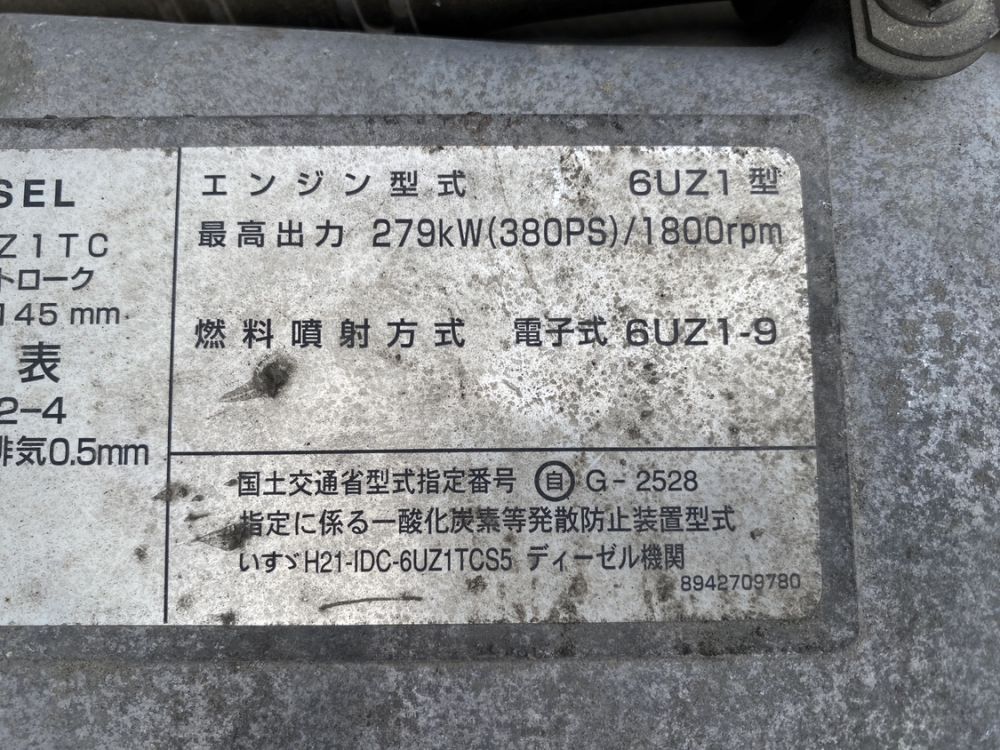 SEL
Z1TC
トローク
145 mm
表
2-4
排気0.5mm
エンジン型式 6UZ1型
最高出力 279kW(380PS)/1800rpm
燃料噴射方式 電子式 6UZ1-9
国土交通省型式指定番号 自 G-2528
指定に係る一酸化炭素等発散防止装置型式
いすゞH21-IDC-6UZ1TCS5 ディーゼル機関
8942709780